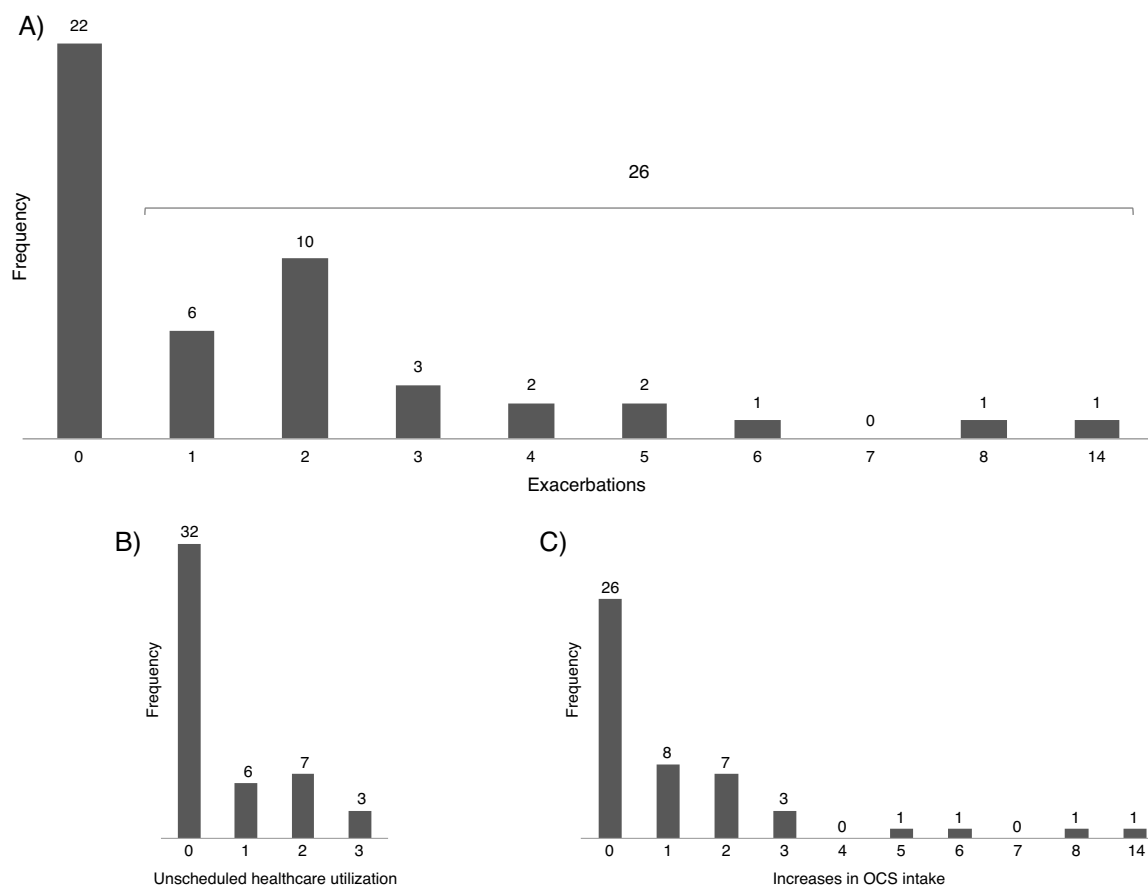 A)
22
26
10
6
3
2
2
1
0
1
1
Frequency
0 1 2 3 4 5 6 7 8 14
Exacerbations
B)
32
6
7
3
Frequency
0 1 2 3
Unscheduled healthcare utilization
C)
26
8
7
3
0
1
1
0
1
1
Frequency
0 1 2 3 4 5 6 7 8 14
Increases in OCS intake